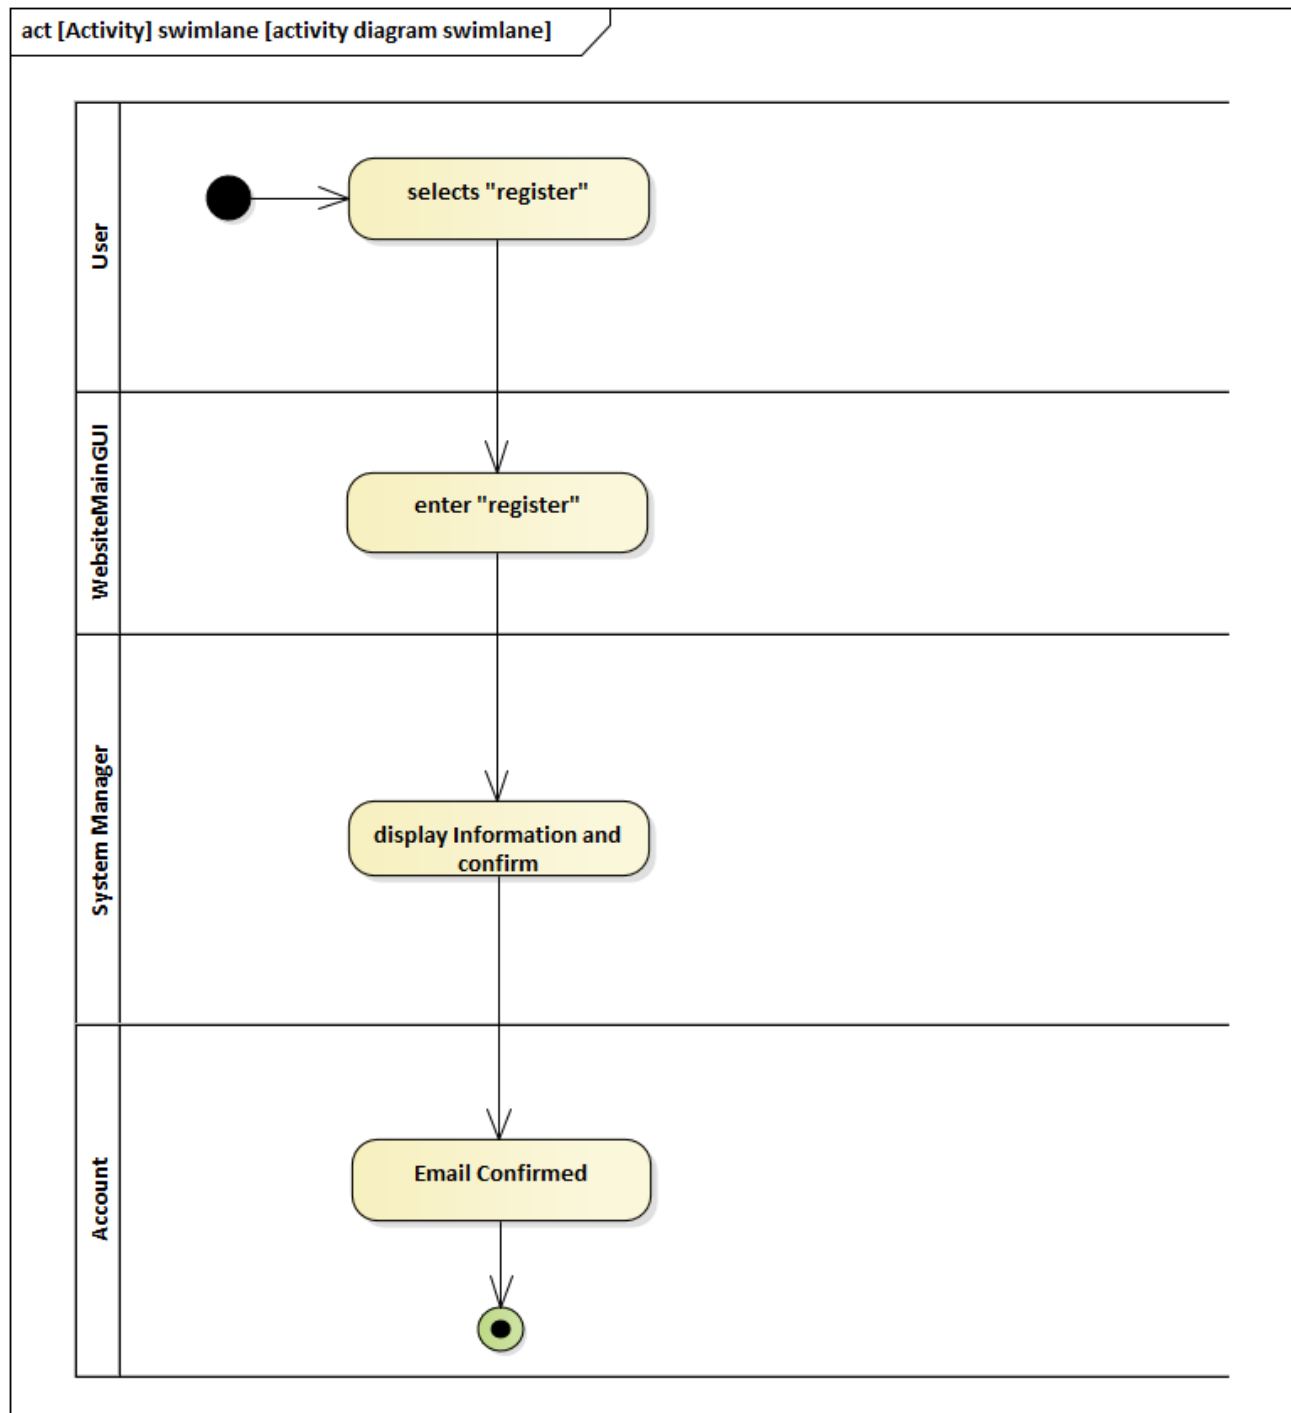 act [Activity] swimlane [activity diagram swimlane]
User
selects "register"
WebsiteMainGUI
enter "register"
System Manager
display Information and
confirm
Account
Email Confirmed